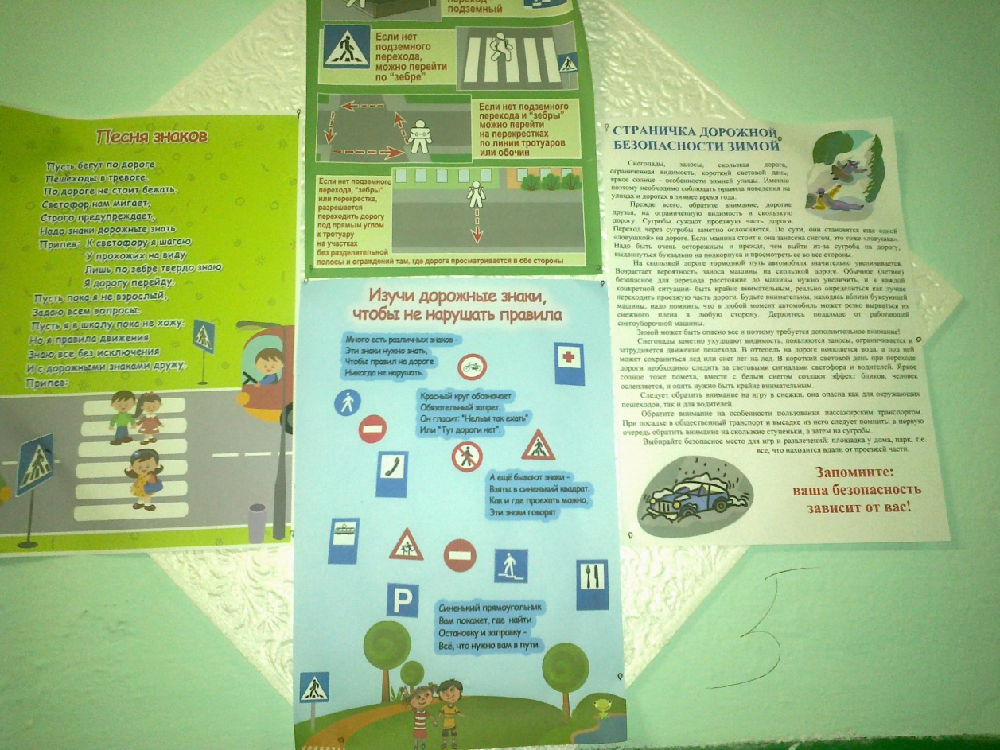 переход
подземный
Если нет
подземного
перехода,
можно перейти
по "зебре"
Если нет подземного
перехода и "зебры"
можно перейти
на перекрестках
по линии тротуаров
или обочин
Если нет подземного
перехода, "зебры"
или перекрестка,
разрешается
переходить дорогу
под прямым углом
к тротуару
на участках
без разделительной
полосы и ограждений там, где дорога просматривается в обе стороны
Песня знаков
Пусть бегут по дороге
Пешеходы в тревоге,
По дороге не стоит бежать.
Светофор нам мигает,
Строго предупреждает,
Надо знаки дорожные знать
Припев: К светофору я шагаю
У прохожих на виду
Лишь по зебре твердо знаю
Я дорогу перейду.
Пусть пока я не взрослый,
Задаю всем вопросы.
Пусть я в школу пока не хожу.
Но я правила движения
Знаю все без исключения
И с дорожными знаками дружу.
Припев:
Изучи дорожные знаки,
чтобы не нарушать правила
Много есть различных знаков -
Эти знаки нужно знать,
Чтобы правил на дороге
Никогда не нарушать.
Красный круг обозначает
Обязательный запрет.
Он гласит: "Нельзя так ехать"
Или "Тут дороги нет".
А ещё бывают знаки -
Взяты в синенький квадрат.
Как и где проехать можно,
Эти знаки говорят
P
Синенький прямоугольник
Вам покажет, где найти
Остановку и заправку -
Всё, что нужно вам в пути.
СТРАНИЧКА ДОРОЖНОЙ
БЕЗОПАСНОСТИ ЗИМОЙ
Снегопады, заносы, скользкая дорога,
ограниченная видимость, короткий световой день,
яркое солнце - особенности зимней улицы. Именно
поэтому необходимо соблюдать правила поведения на
улицах и дорогах в зимнее время года.
Прежде всего, обратите внимание, дорогие
друзья, на ограниченную видимость и скользкую
дорогу. Сугробы сужают проезжую часть дороги.
Переход через сугробы заметно осложняется. По сути, они становятся еще одной
«ловушкой» на дороге. Если машина стоит и она занесена снегом, это тоже «ловушка».
Надо быть очень осторожным и прежде, чем выйти из-за сугроба на дорогу,
выдвинуться буквально на полкорпуса и просмотреть ее во все стороны.
На скользкой дороге тормозной путь автомобиля значительно увеличивается.
Возрастает вероятность заноса машины на скользкой дороге. Обычное (летнее)
безопасное для перехода расстояние до машины нужно увеличить, и в каждой
конкретной ситуации- быть крайне внимательным, реально определиться как лучше
переходить проезжую часть дороги. Будьте внимательны, находясь вблизи буксующей
машины, надо помнить, что в любой момент автомобиль может резко вырваться из
снежного плена в любую сторону. Держитесь подальше от работающей
снегоуборочной машины.
Зимой может быть опасно все и поэтому требуется дополнительное внимание!
Снегопады заметно ухудшают видимость, появляются заносы, ограничивается и
затрудняется движение пешехода. В оттепель на дороге появляется вода, а под ней
может сохраниться лед или снег лег на лед. В короткий световой день при переходе
дороги необходимо следить за световыми сигналами светофора и водителей. Яркое
солнце тоже помеха, вместе с белым снегом создают эффект бликов, человек
ослепляется, и опять нужно быть крайне внимательным.
Следует обратить внимание на игру в снежки, она опасна как для окружающих
пешеходов, так и для водителей.
Обратите внимание на особенности пользования пассажирским транспортом.
При посадке в общественный транспорт и высадке из него следует помнить: в первую
очередь обратить внимание на скользкие ступеньки, а затем на сугробы.
Выбирайте безопасное место для игр и развлечений: площадка у дома, парк, т.е.
все, что находится вдали от проезжей части.
Запомните:
ваша безопасность
зависит от вас!